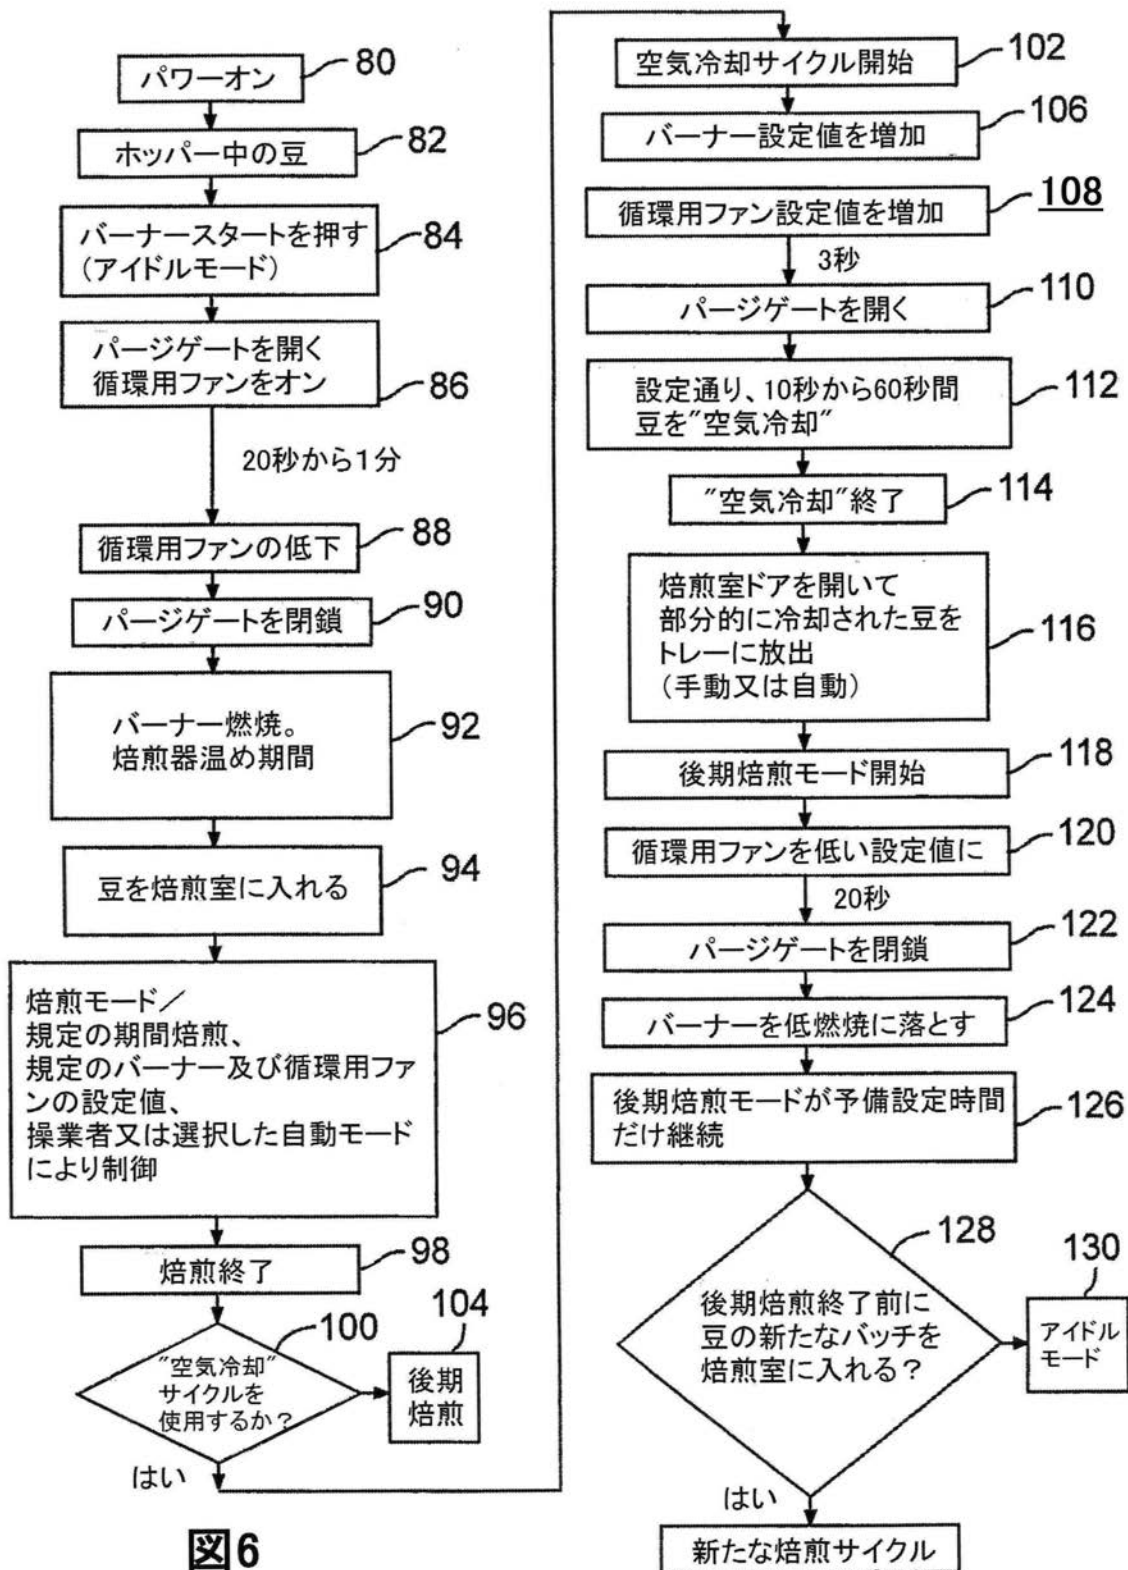 パワーオン
80
ホッパー中の豆
82
バーナースタートを押す
(アイドルモード)
84
パージゲートを開く
循環用ファンをオン
86
20秒から1分
循環用ファンの低下
88
パージゲートを閉鎖
90
バーナー燃焼。
焙煎器温め期間
92
豆を焙煎室に入れる
94
焙煎モード/
規定の期間焙煎、
規定のバーナー及び循環用ファ
ンの設定値、
操業者又は選択した自動モード
により制御
96
焙煎終了
98
"空気冷却"
サイクルを
使用するか?
100
104
後期
焙煎
はい
図6
空気冷却サイクル開始
102
バーナー設定値を増加
106
循環用ファン設定値を増加
108
3秒
パージゲートを開く
110
設定通り、10秒から60秒間
豆を"空気冷却"
112
"空気冷却"終了
114
焙煎室ドアを開いて
部分的に冷却された豆を
トレーに放出
(手動又は自動)
116
後期焙煎モード開始
118
循環用ファンを低い設定値に
120
20秒
パージゲートを閉鎖
122
バーナーを低燃焼に落とす
124
後期焙煎モードが予備設定時間
だけ継続
126
後期焙煎終了前に
豆の新たなバッチを
焙煎室に入れる?
128
130
アイドル
モード
はい
新たな焙煎サイクル